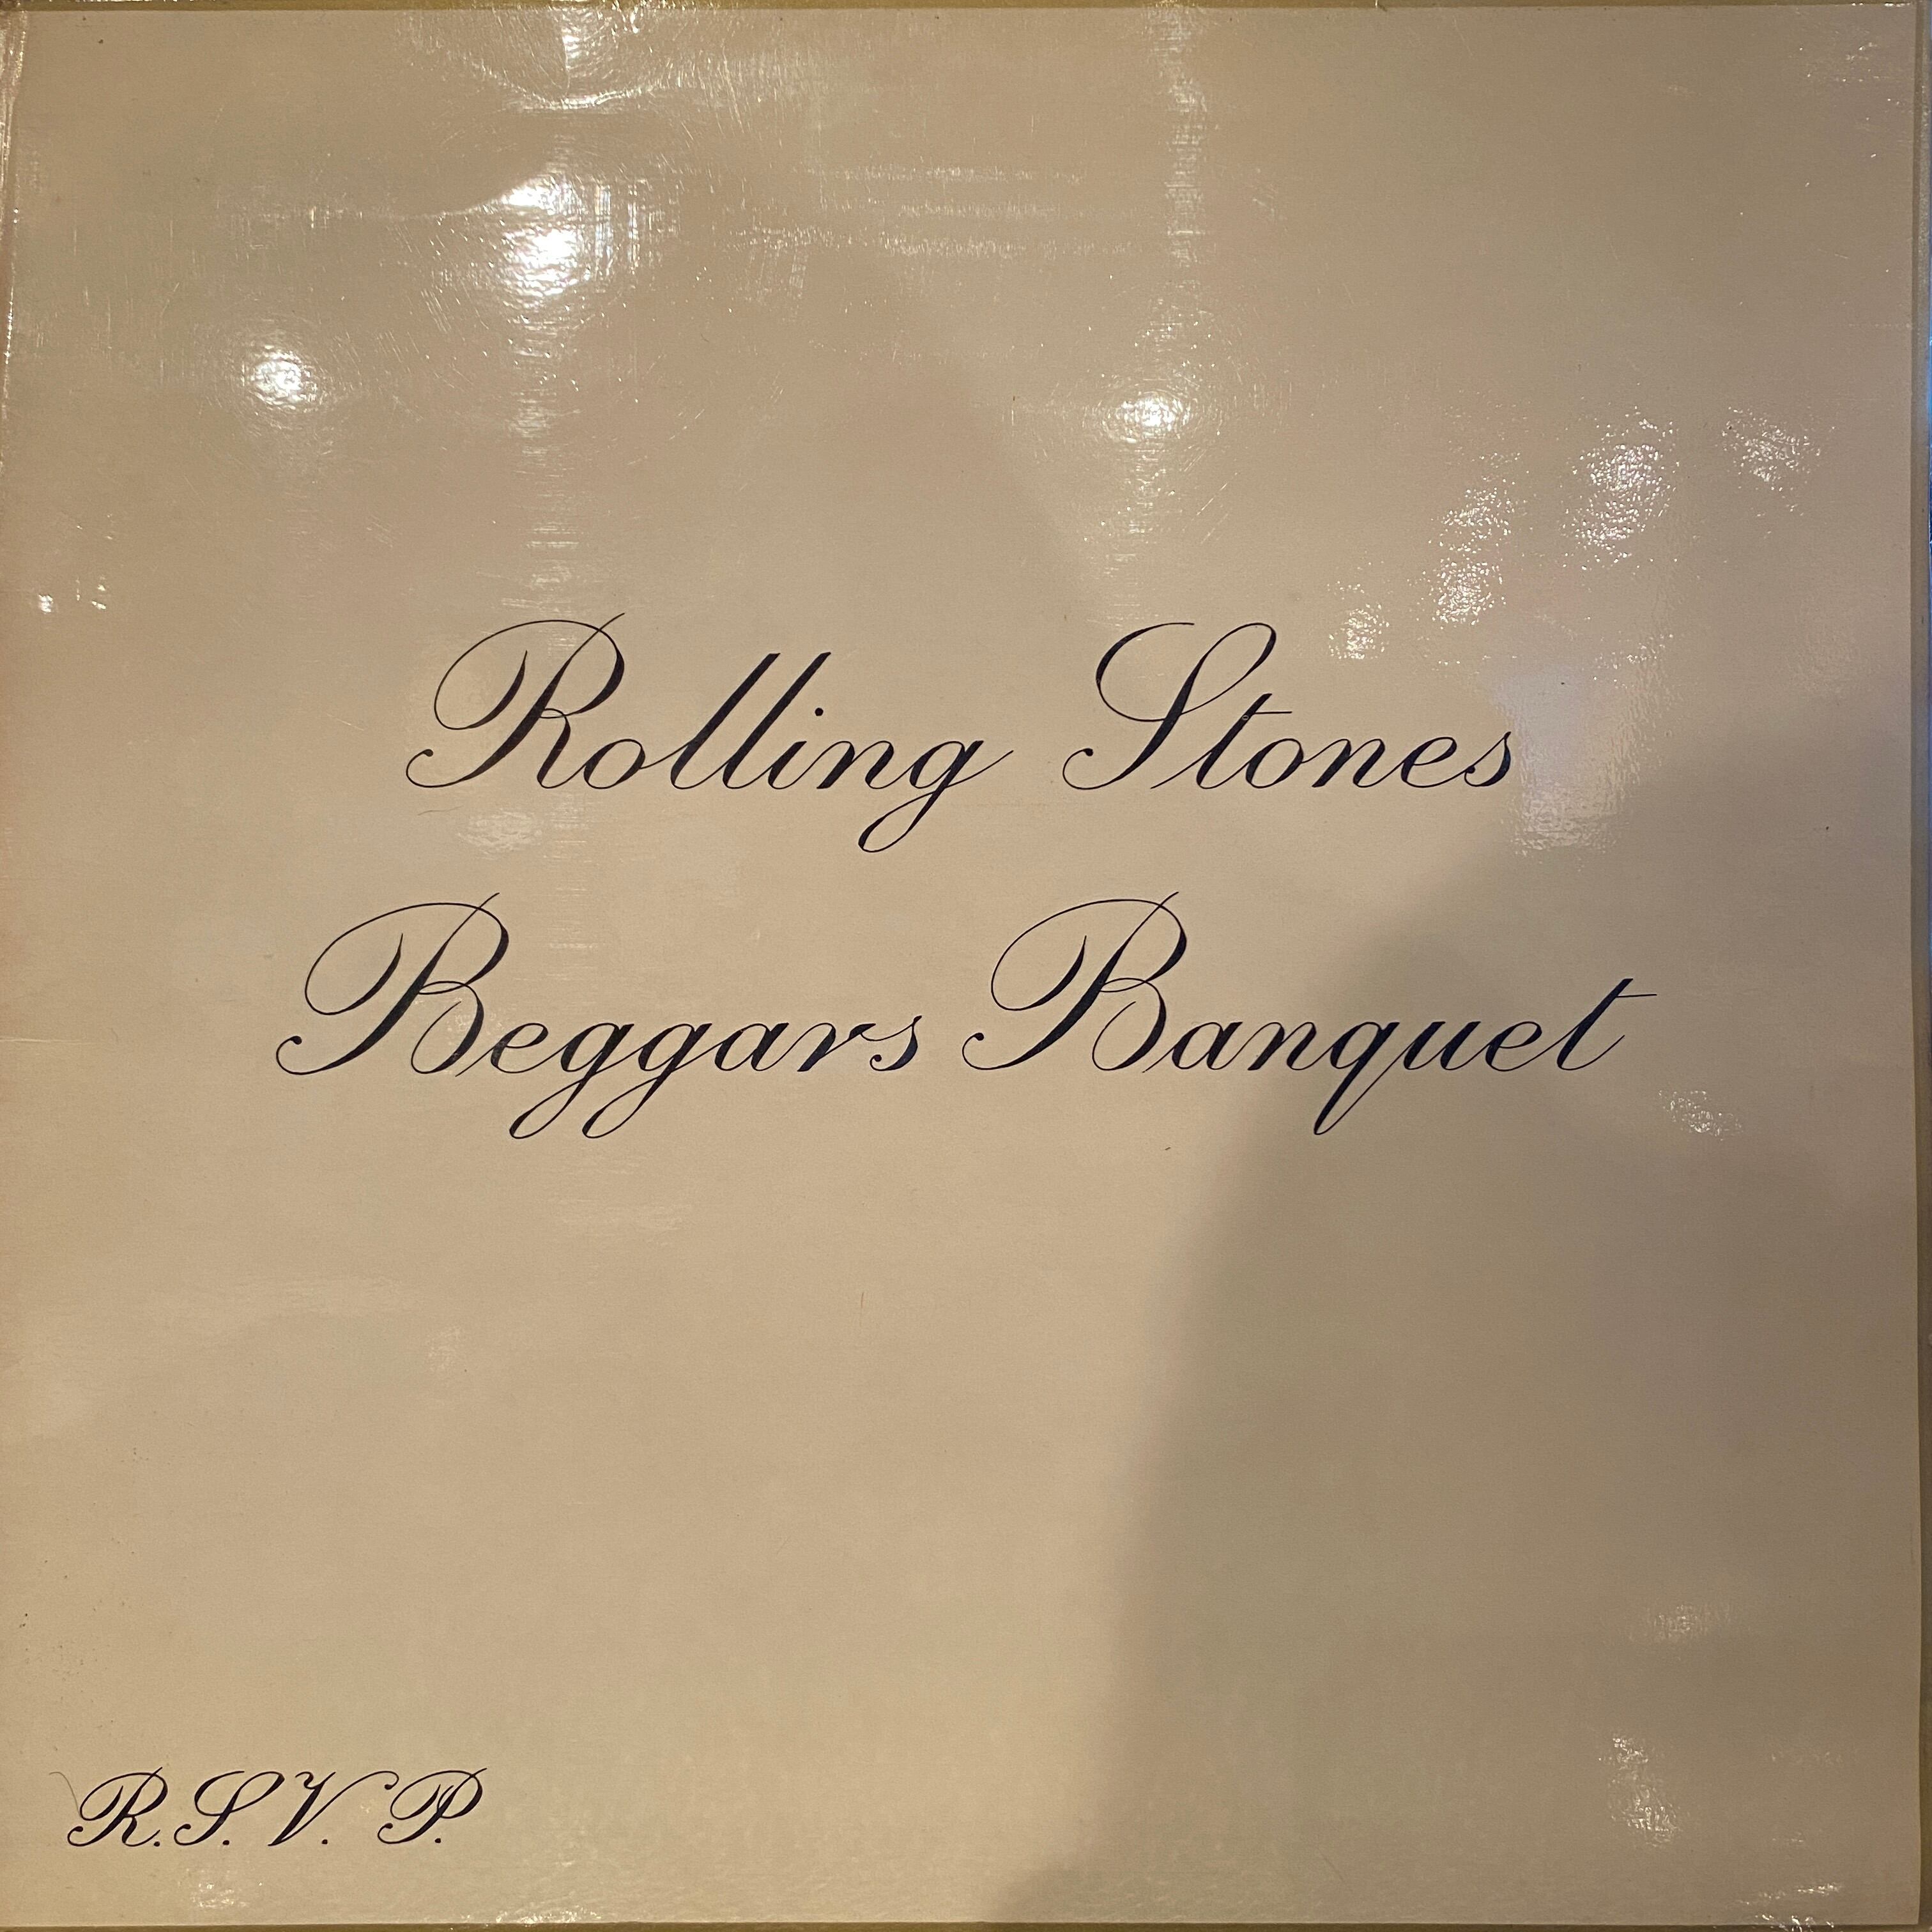 Rolling Stones
Beggars Banquet
R.S.V.P.